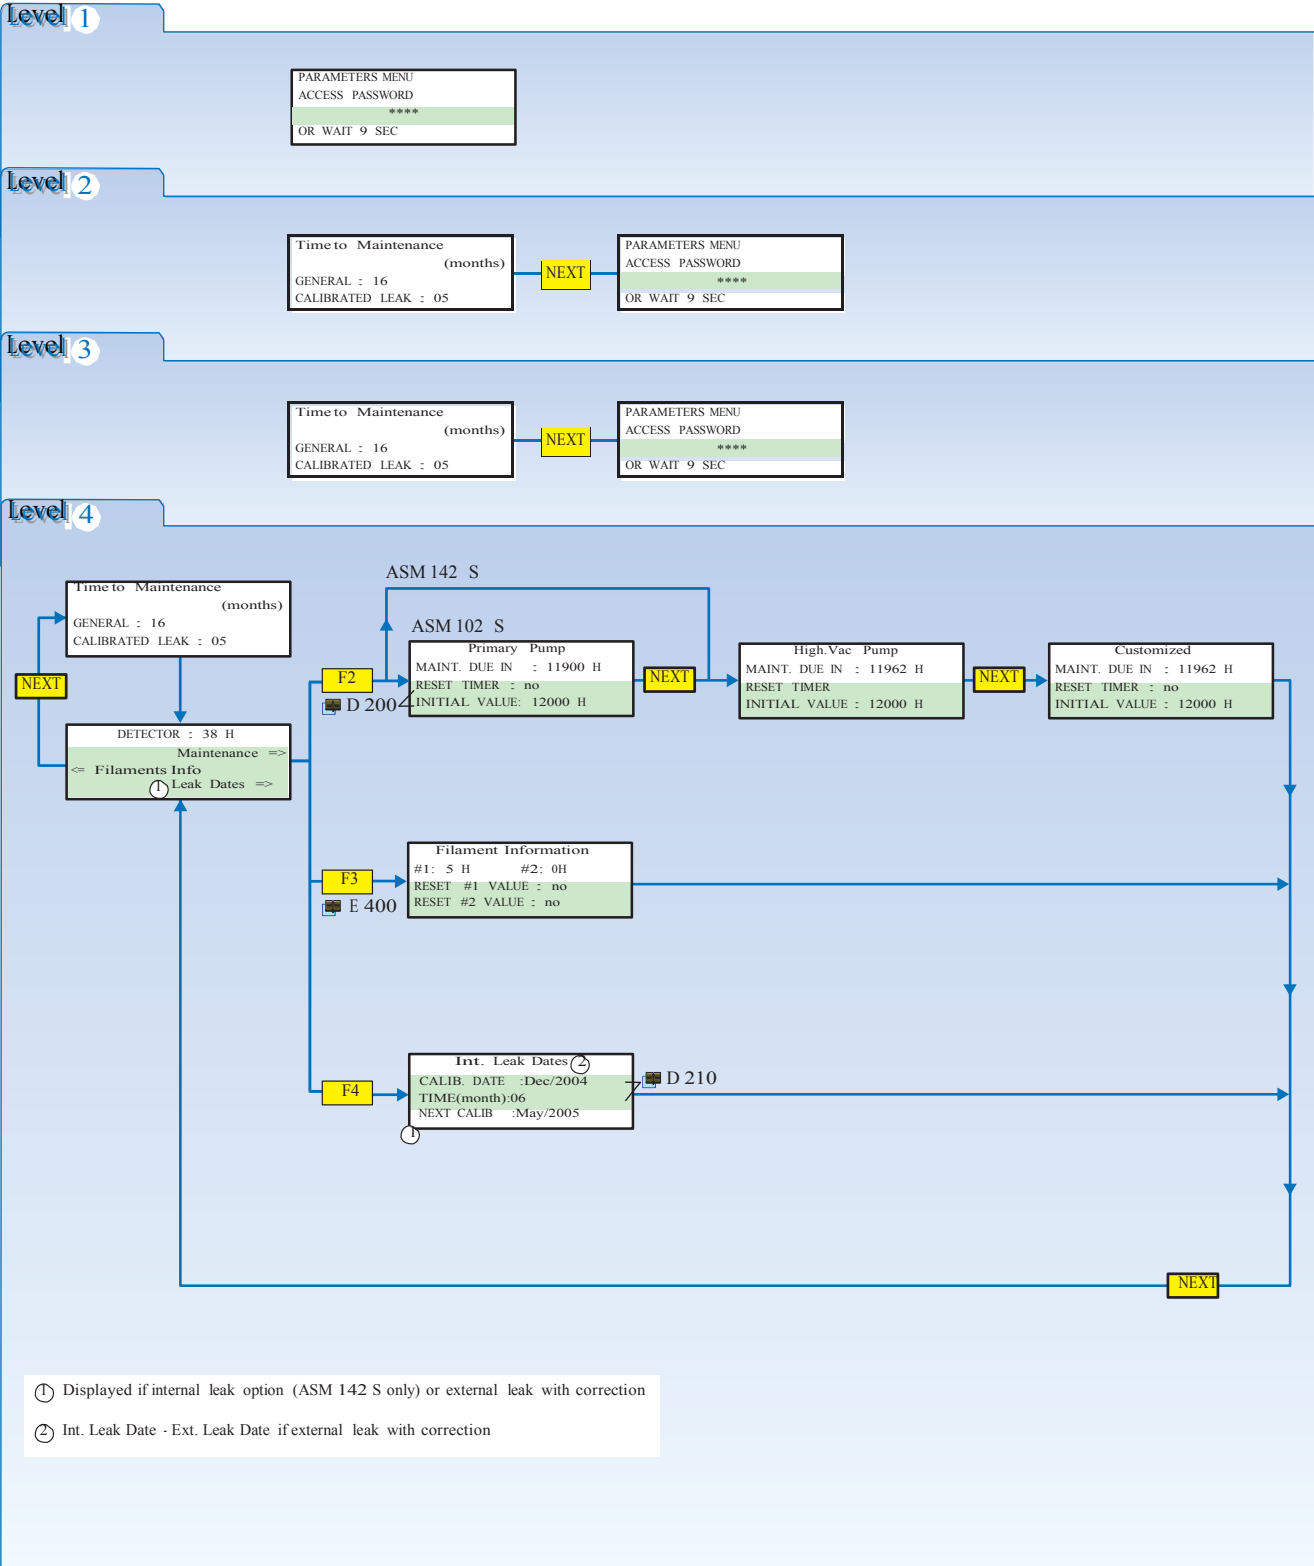 Level 1
PARAMETERS MENU
ACCESS PASSWORD
****
OR WAIT 9 SEC
Level 2
Time to Maintenance
(months)
GENERAL : 16
CALIBRATED LEAK : 05
NEXT
PARAMETERS MENU
ACCESS PASSWORD
****
OR WAIT 9 SEC
Level 3
Time to Maintenance
(months)
GENERAL : 16
CALIBRATED LEAK : 05
NEXT
PARAMETERS MENU
ACCESS PASSWORD
****
OR WAIT 9 SEC
Level 4
Time to Maintenance
(months)
GENERAL : 16
CALIBRATED LEAK : 05
NEXT
DETECTOR : 38 H
Maintenance =>
<= Filaments Info
1 Leak Dates =>
ASM 142 S
ASM 102 S
F2
D 200
Primary Pump
MAINT. DUE IN : 11900 H
RESET TIMER : no
INITIAL VALUE: 12000 H
NEXT
High.Vac Pump
MAINT. DUE IN : 11962 H
RESET TIMER
INITIAL VALUE : 12000 H
NEXT
Customized
MAINT. DUE IN : 11962 H
RESET TIMER : no
INITIAL VALUE : 12000 H
F3
E 400
Filament Information
#1: 5 H #2: 0H
RESET #1 VALUE : no
RESET #2 VALUE : no
F4
Int. Leak Dates 2
CALIB. DATE :Dec/2004
TIME(month):06
NEXT CALIB :May/2005
1
D 210
NEXT
1 Displayed if internal leak option (ASM 142 S only) or external leak with correction
2 Int. Leak Date - Ext. Leak Date if external leak with correction